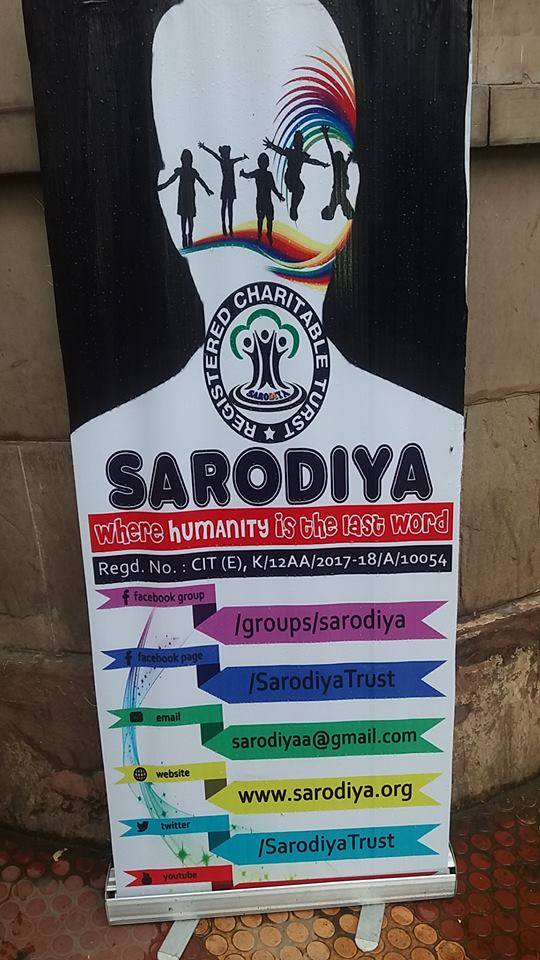 REGISTERED CHARITABLE TURST
SARODIYA
SARODIYA
where humanity is the last word
Regd. No. : CIT (E), K/12AA/2017-18/A/10054
facebook group
/groups/sarodiya
facebook page
/SarodiyaTrust
email
sarodiyaa@gmail.com
website
www.sarodiya.org
twitter
/SarodiyaTrust
youtube